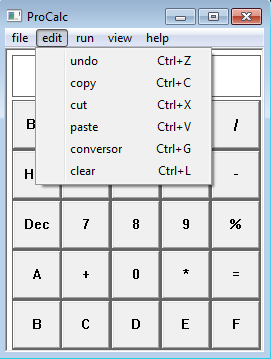 ProCalc
file edit run view help
undo Ctrl+Z
copy Ctrl+C
cut Ctrl+X
paste Ctrl+V
conversor Ctrl+G
clear Ctrl+L
B /
H -
Dec 7 8 9 %
A + 0 * =
B C D E F